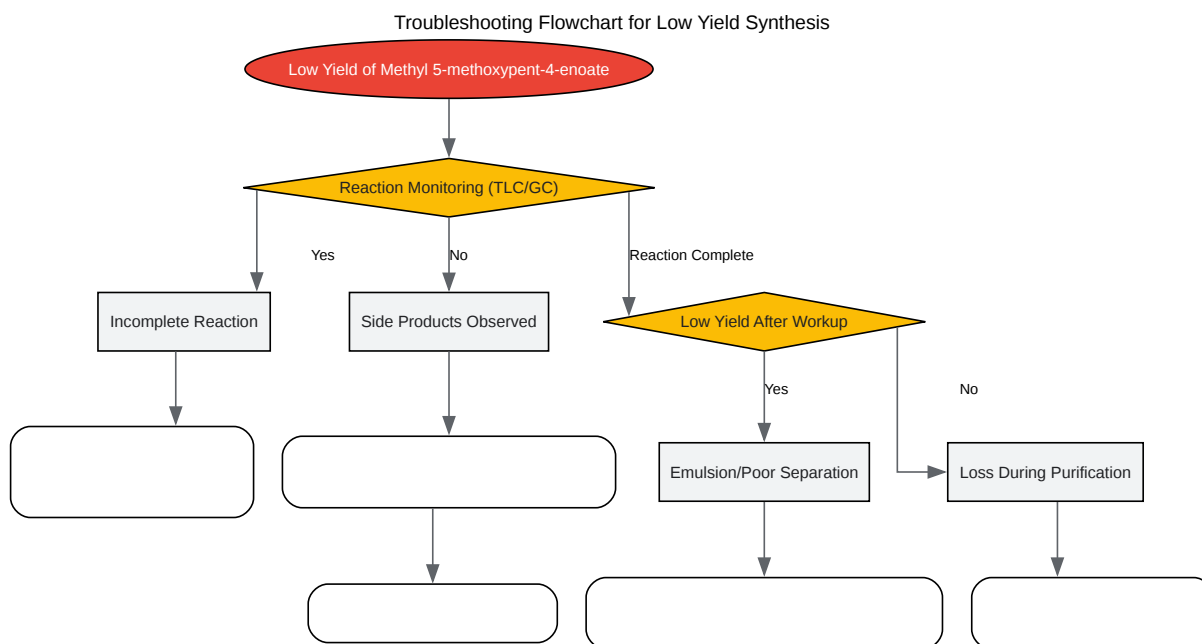 Troubleshooting Flowchart for Low Yield Synthesis
Low Yield of Methyl 5-methoxypent-4-enoate
Reaction Monitoring (TLC/GC)
Yes
No
Reaction Complete
Incomplete Reaction
Side Products Observed
Low Yield After Workup
Yes
No
Emulsion/Poor Separation
Loss During Purification